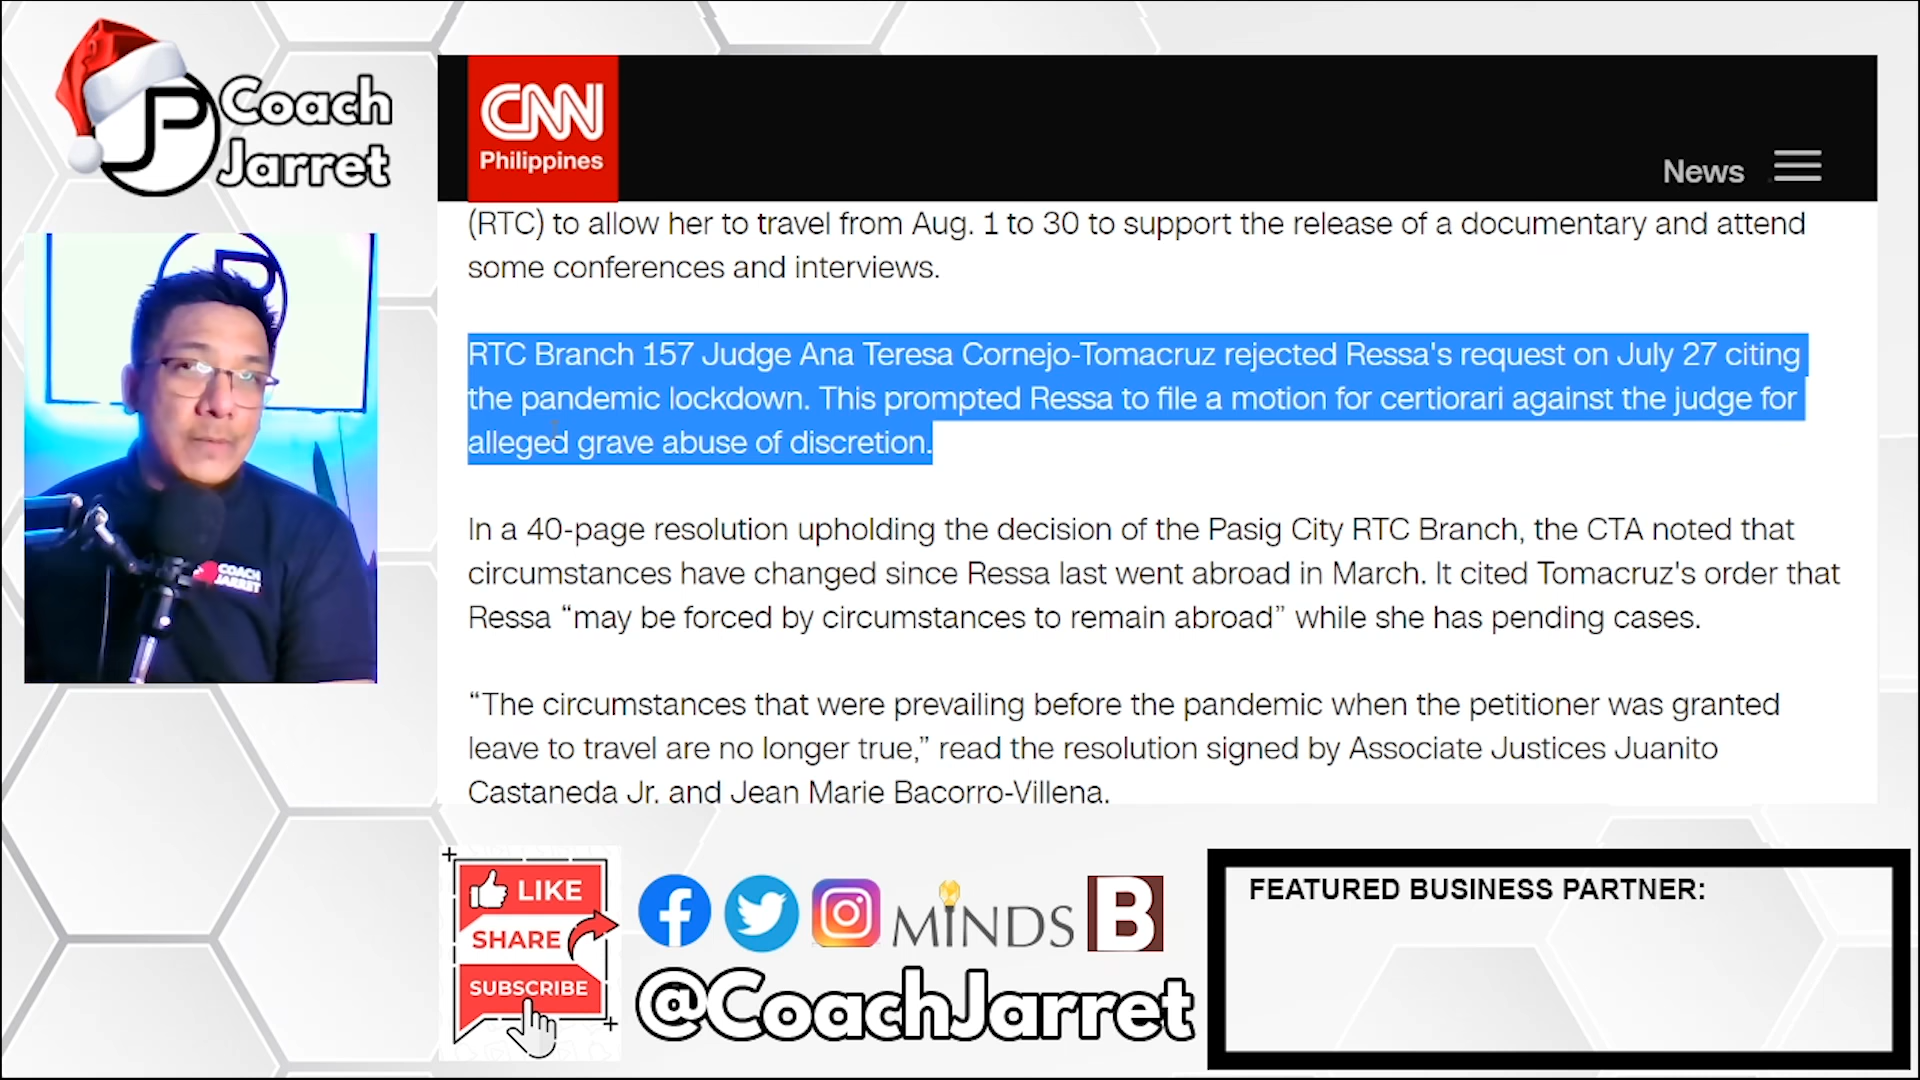 Coach
Jarret
CNN
Philippines
News
(RTC) to allow her to travel from Aug. 1 to 30 to support the release of a documentary and attend
some conferences and interviews.
RTC Branch 157 Judge Ana Teresa Cornejo-Tomacruz rejected Ressa's request on July 27 citing
the pandemic lockdown. This prompted Ressa to file a motion for certiorari against the judge for
alleged grave abuse of discretion.
In a 40-page resolution upholding the decision of the Pasig City RTC Branch, the CTA noted that
circumstances have changed since Ressa last went abroad in March. It cited Tomacruz's order that
Ressa “may be forced by circumstances to remain abroad” while she has pending cases.
“The circumstances that were prevailing before the pandemic when the petitioner was granted
leave to travel are no longer true,” read the resolution signed by Associate Justices Juanito
Castaneda Jr. and Jean Marie Bacorro-Villena.
COACH
JARRET
LIKE
SHARE
SUBSCRIBE
MINDS
B
@CoachJarret
FEATURED BUSINESS PARTNER: